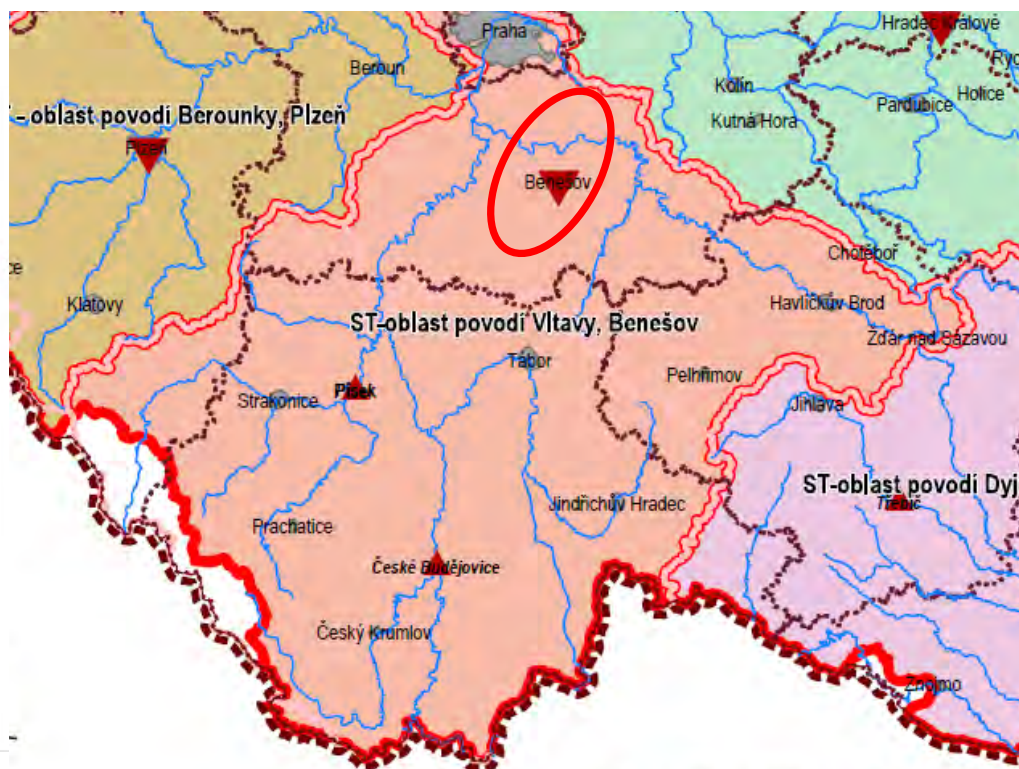 Praha
Hradec Králové
Beroun
Kolín
Holice
Pardubice
Kutná Hora
– oblast povodí Berounky, Plzeň
Plzeň
Benešov
Chotěboř
Klatovy
Havlíčkův Brod
ST-oblast povodí Vltavy, Benešov
Žďár nad Sázavou
Tábor
Pelhřimov
Písek
Strakonice
Jihlava
ST-oblast povodí Dyj
Třebíč
Jindřichův Hradec
Prachatice
České Budějovice
Český Krumlov
Znojmo